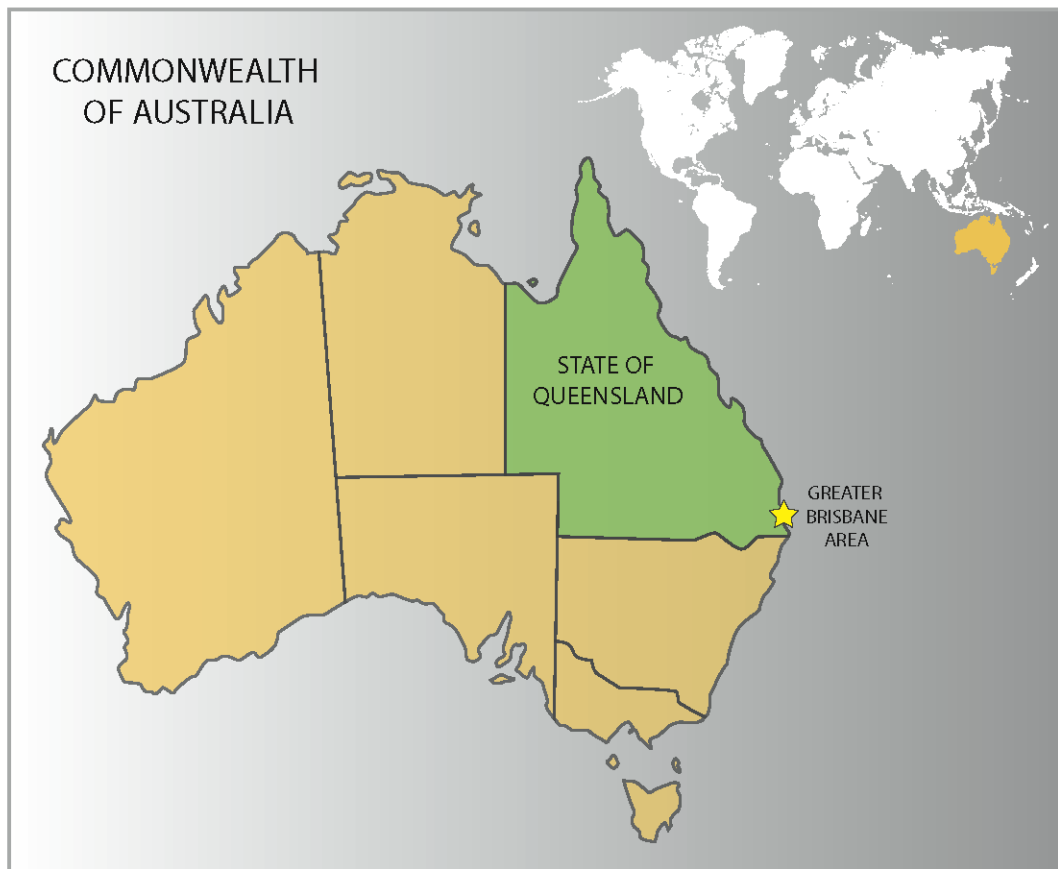 COMMONWEALTH
OF AUSTRALIA
STATE OF
QUEENSLAND
GREATER
BRISBANE
AREA